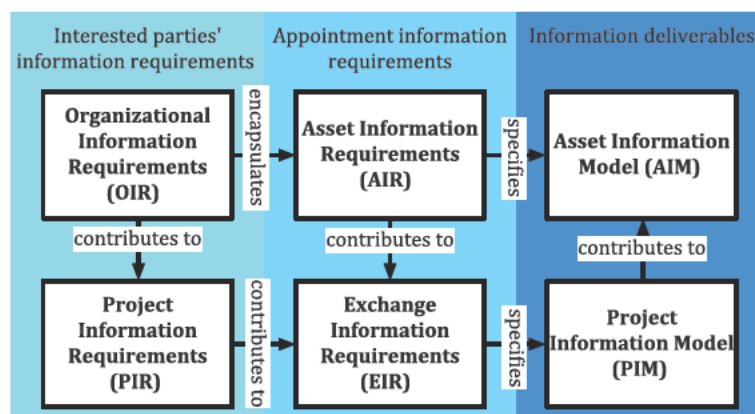 Interested parties'
information requirements
Appointment information
requirements
Information deliverables
Organizational
Information
Requirements
(OIR)
encapsulates
Asset Information
Requirements
(AIR)
specifies
Asset Information
Model (AIM)
contributes to
contributes to
contributes to
Project
Information
Requirements
(PIR)
contributes to
Exchange
Information
Requirements
(EIR)
specifies
Project
Information Model
(PIM)